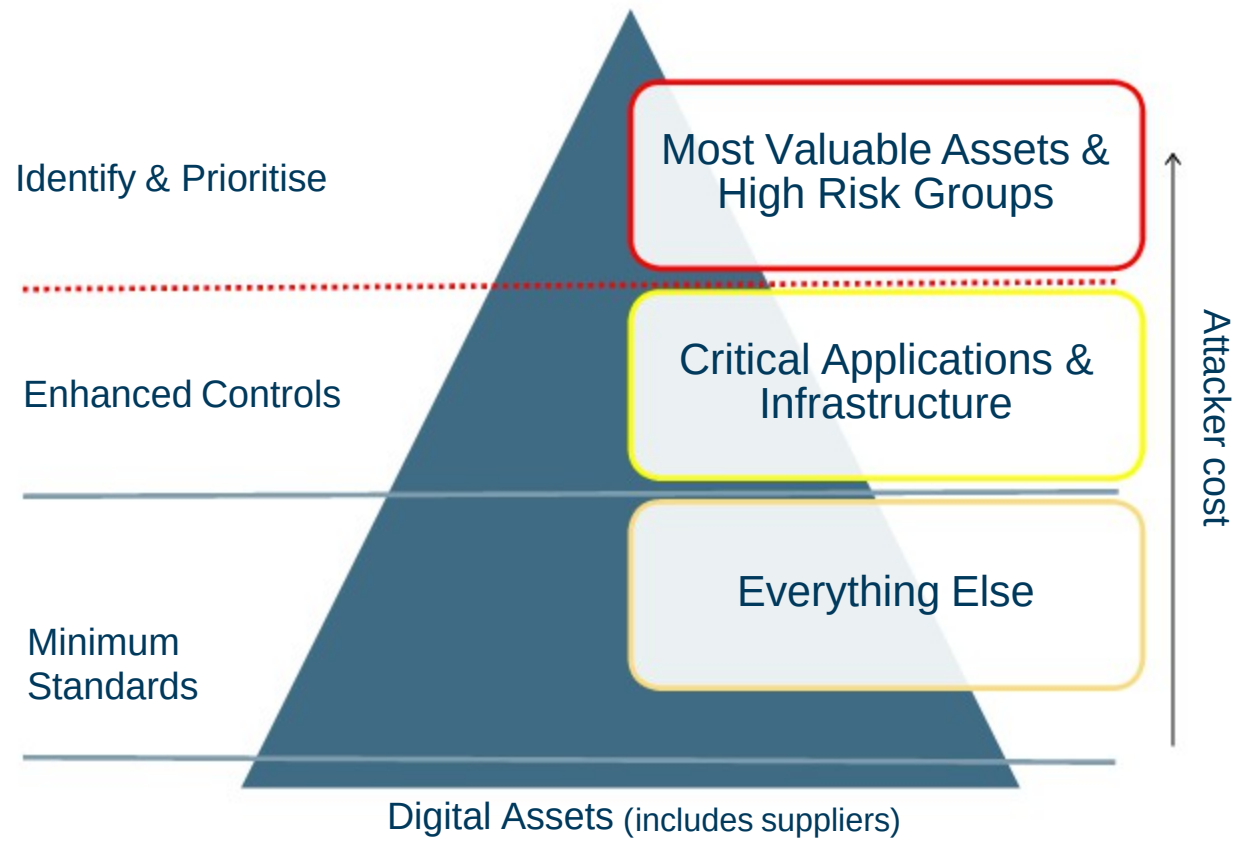 Identify & Prioritise
Most Valuable Assets &
High Risk Groups
Enhanced Controls
Critical Applications &
Infrastructure
Attacker cost
Minimum
Standards
Everything Else
Digital Assets (includes suppliers)